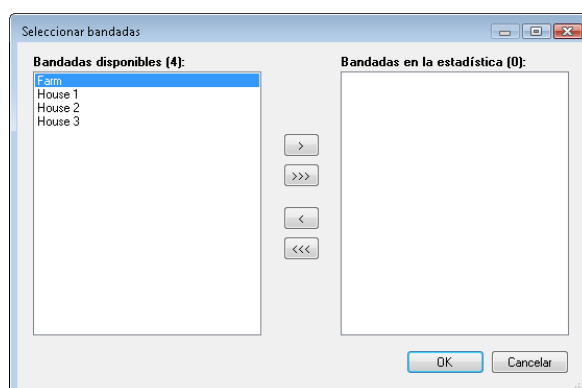 Seleccionar bandadas
Bandadas disponibles (4):
Bandadas en la estadística (0):
Farm
House 1
House 2
House 3
>
>>>
<
<<<
OK
Cancelar